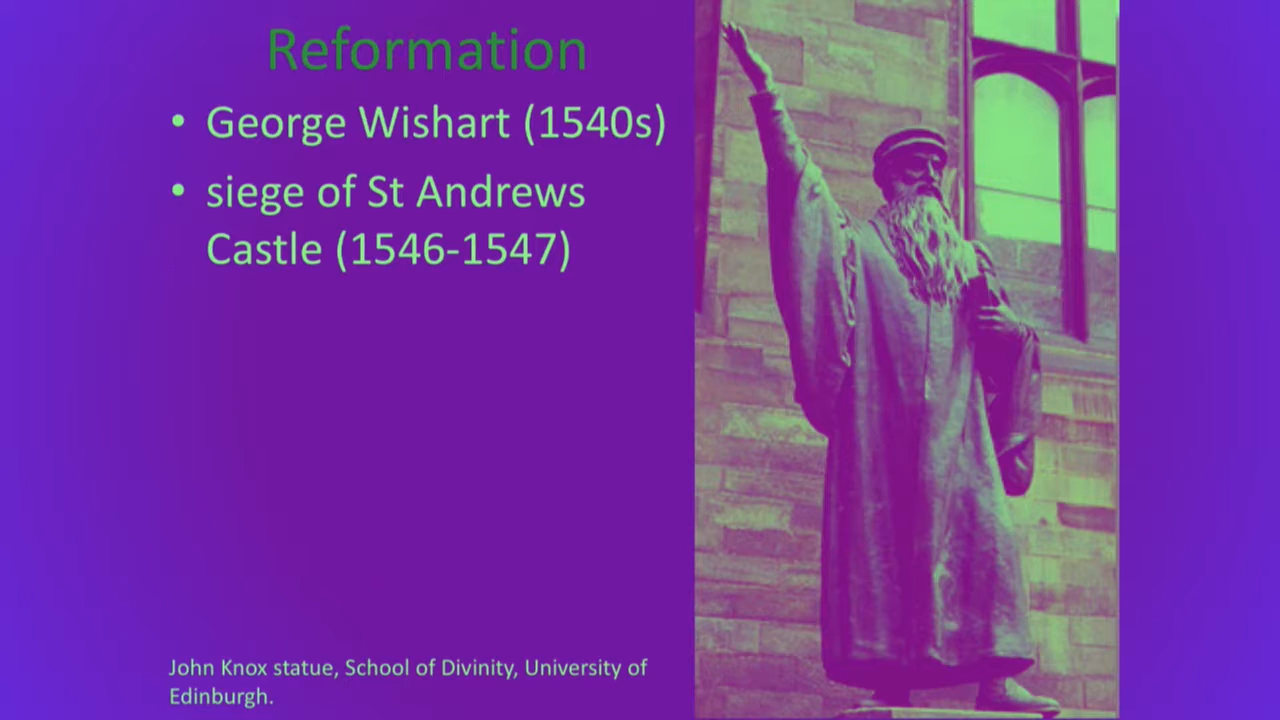 Reformation
• George Wishart (1540s)
• siege of St Andrews
Castle (1546-1547)
John Knox statue, School of Divinity, University of
Edinburgh.